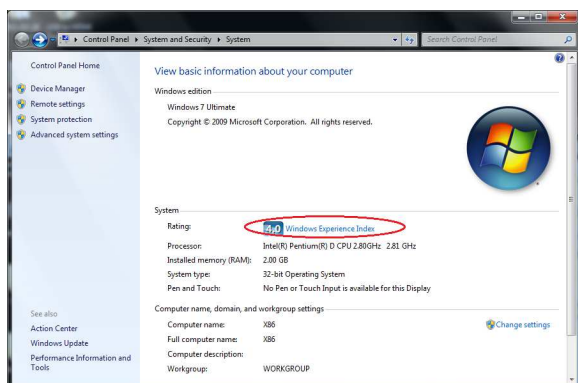 Control Panel ▸ System and Security ▸ System
Search Control Panel
Control Panel Home
Device Manager
Remote settings
System protection
Advanced system settings
See also
Action Center
Windows Update
Performance Information and
Tools
View basic information about your computer
Windows edition
Windows 7 Ultimate
Copyright © 2009 Microsoft Corporation. All rights reserved.
System
Rating: 4,0 Windows Experience Index
Processor: Intel(R) Pentium(R) D CPU 2.80GHz 2.81 GHz
Installed memory (RAM): 2.00 GB
System type: 32-bit Operating System
Pen and Touch: No Pen or Touch Input is available for this Display
Computer name, domain, and workgroup settings
Computer name: X86
Change settings
Full computer name: X86
Computer description:
Workgroup: WORKGROUP